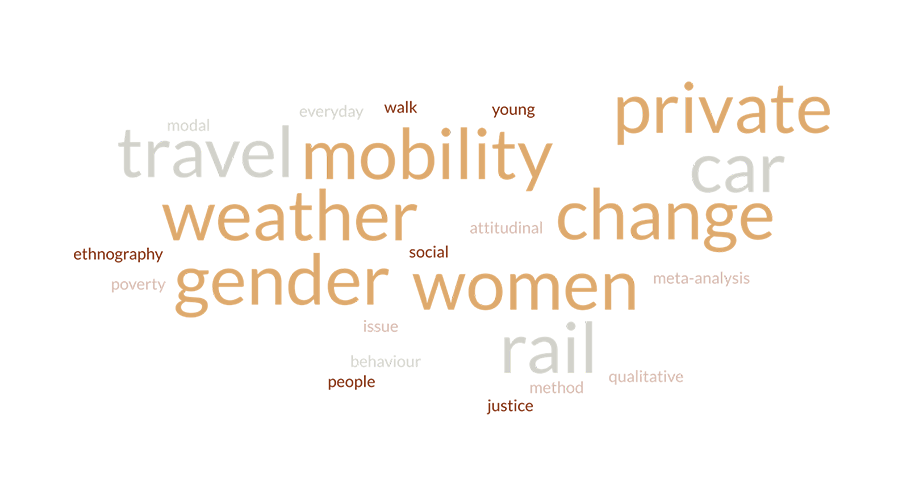 private
everyday walk young
modal
travel mobility car
weather change
attitudinal
ethnography social
poverty gender women meta-analysis
issue
rail
behaviour
people method qualitative
justice